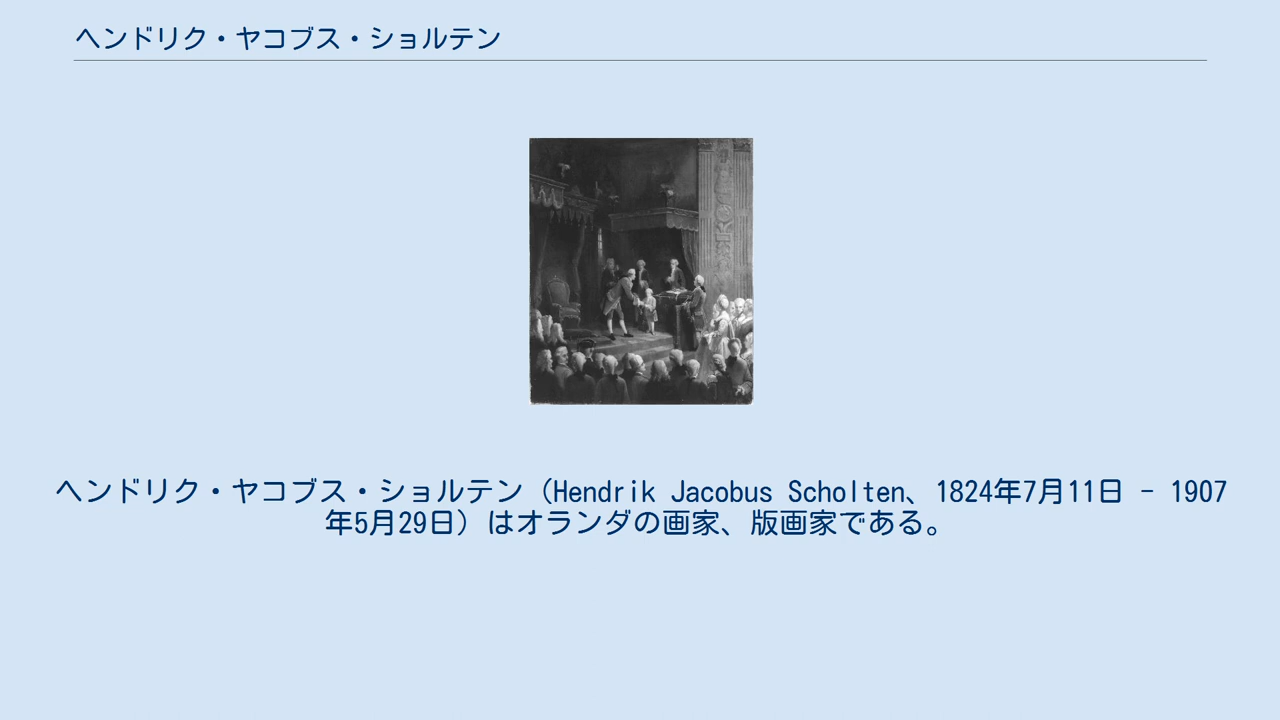 ヘンドリク・ヤコブス・ショルテン
ヘンドリク・ヤコブス・ショルテン（Hendrik Jacobus Scholten、1824年7月11日 - 1907
年5月29日）はオランダの画家、版画家である。